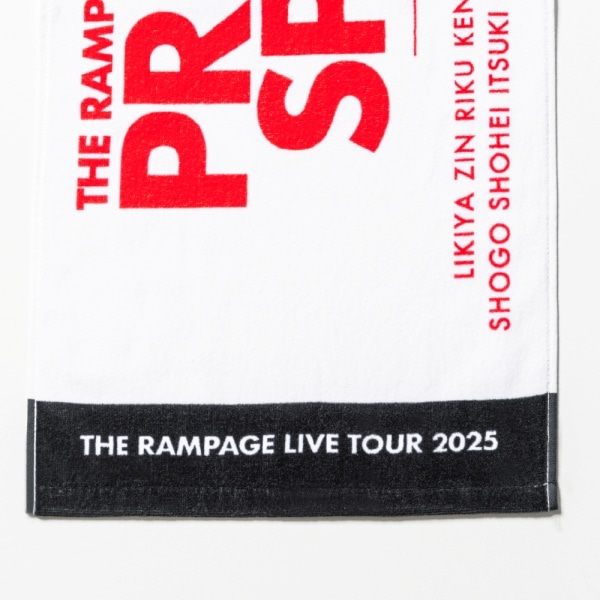 THE RAMP
PR
SP
LIKIYA ZIN RIKU KEN
SHOGO SHOHEI ITSUKI
THE RAMPAGE LIVE TOUR 2025